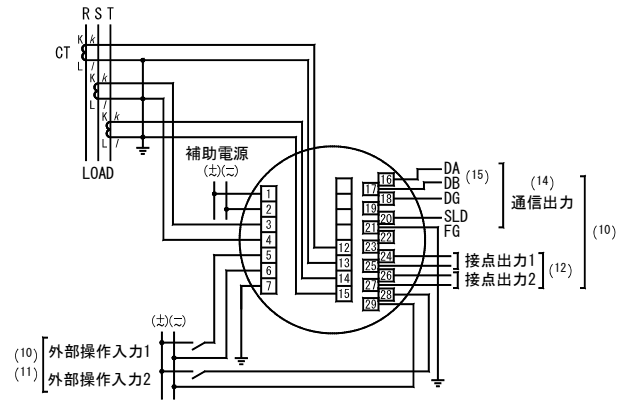 R S T
K k
CT
L l
K k
L l
K k
L l
LOAD
補助電源
(±)(≂)
1
2
3
4
5
6
7
12
13
14
15
16
17
18
19
20
21
22
23
24
25
26
27
28
29
DA
DB
(15)
DG
SLD
FG
(14)
通信出力
(10)
接点出力1
接点出力2
(12)
(±)(≂)
(10)
(11)
外部操作入力1
外部操作入力2